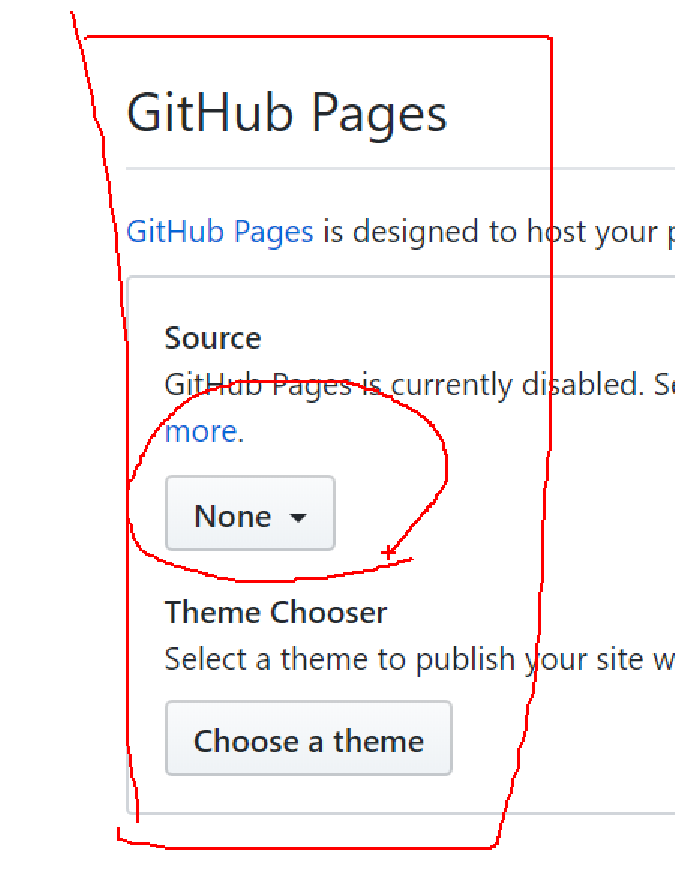 GitHub Pages
GitHub Pages is designed to host your
Source
GitHub Pages is currently disabled.
more.
None
Theme Chooser
Select a theme to publish your site
Choose a theme